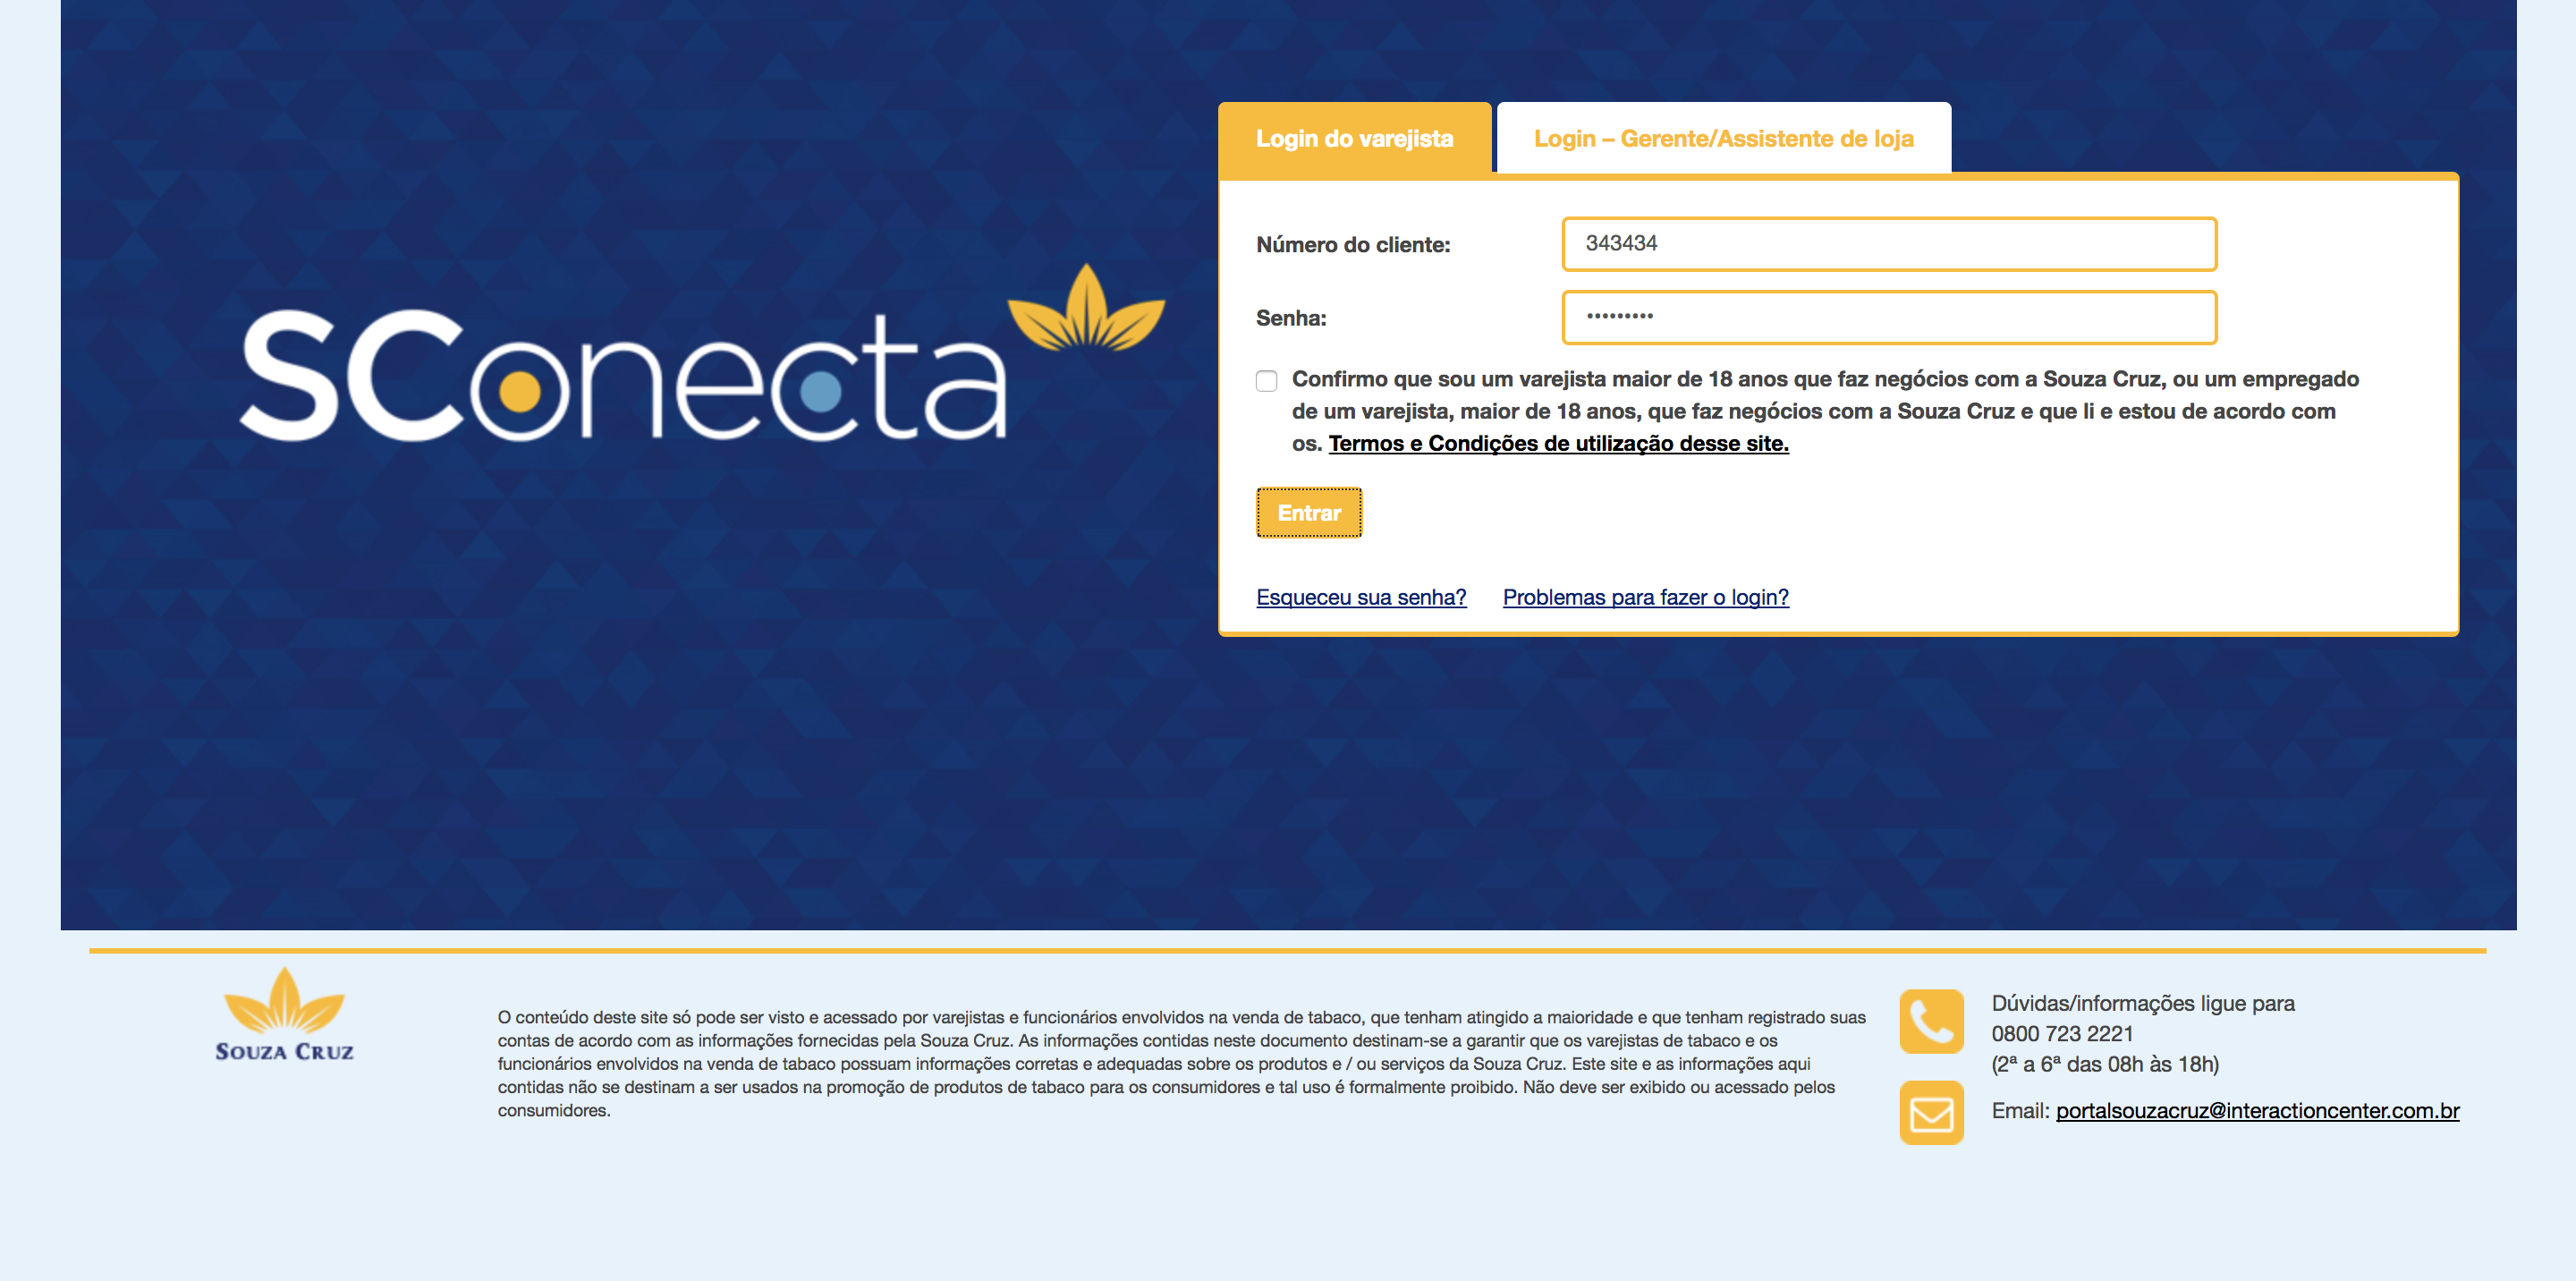 Login do varejista
Login – Gerente/Assistente de loja
Número do cliente:
343434
Senha:
•••••••••
Confirmo que sou um varejista maior de 18 anos que faz negócios com a Souza Cruz, ou um empregado
de um varejista, maior de 18 anos, que faz negócios com a Souza Cruz e que li e estou de acordo com
os. Termos e Condições de utilização desse site.
Entrar
Esqueceu sua senha?
Problemas para fazer o login?
SConecta
SOUZA CRUZ
O conteúdo deste site só pode ser visto e acessado por varejistas e funcionários envolvidos na venda de tabaco, que tenham atingido a maioridade e que tenham registrado suas
contas de acordo com as informações fornecidas pela Souza Cruz. As informações contidas neste documento destinam-se a garantir que os varejistas de tabaco e os
funcionários envolvidos na venda de tabaco possuam informações corretas e adequadas sobre os produtos e / ou serviços da Souza Cruz. Este site e as informações aqui
contidas não se destinam a ser usados na promoção de produtos de tabaco para os consumidores e tal uso é formalmente proibido. Não deve ser exibido ou acessado pelos
consumidores.
Dúvidas/informações ligue para
0800 723 2221
(2ª a 6ª das 08h às 18h)
Email: portalsouzacruz@interactioncenter.com.br